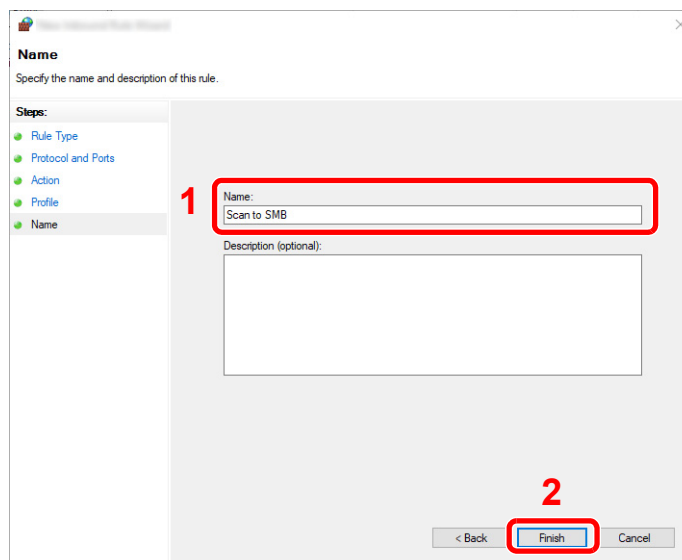 Name
Specify the name and description of this rule.
Steps:
Rule Type
Protocol and Ports
Action
Profile
Name
1
Name:
Scan to SMB
Description (optional):
2
< Back
Finish
Cancel